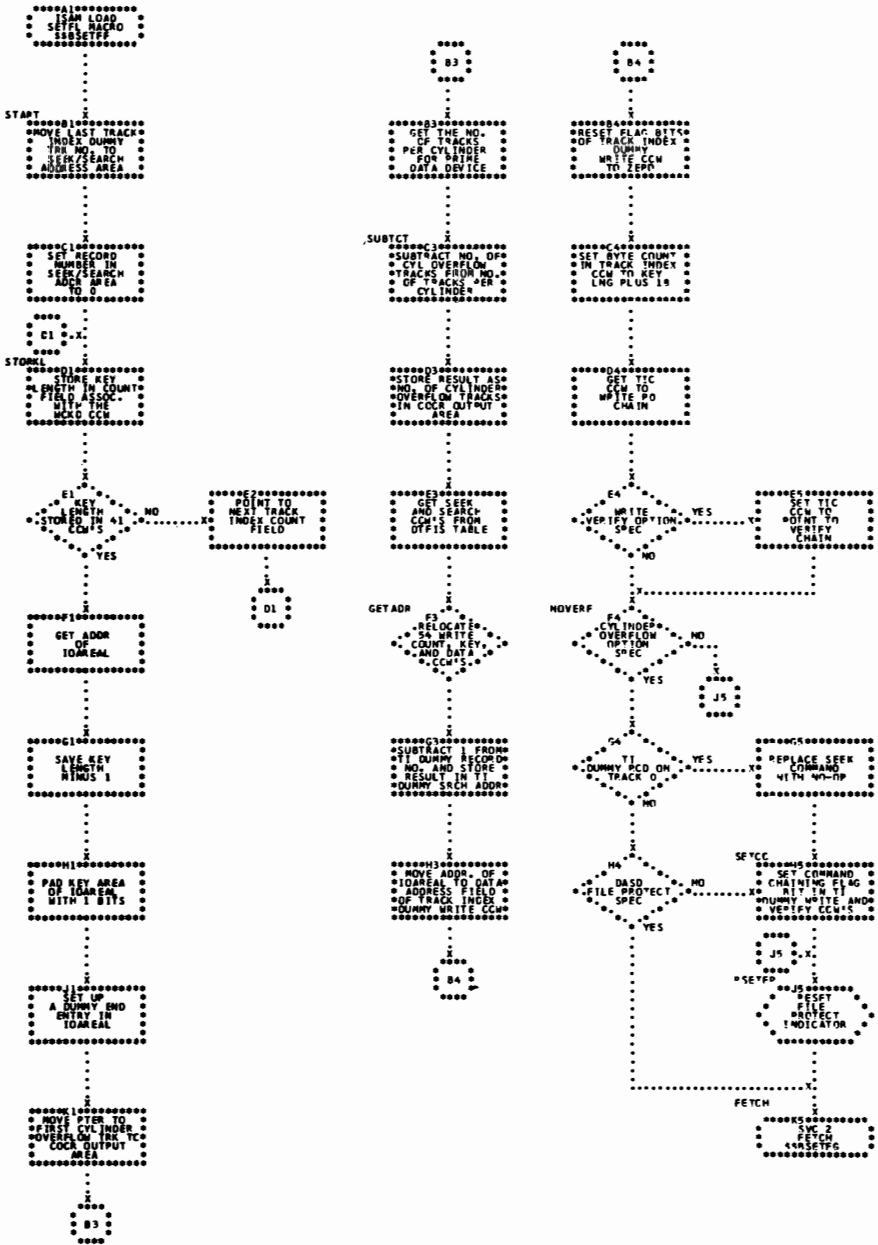 A1
ISAM LOAD
SETFL MACRO
SSBSETFF
START
B1
MOVE LAST TRACK
INDEX DUMMY
TRK NO. TO
SEEK/SEARCH
ADDRESS AREA
C1
SET RECORD
NUMBER IN
SEEK/SEARCH
ADDR AREA
TO 0
D1
STORKL
D1
STORE KEY
LENGTH IN COUNT
FIELD ASSOC.
WITH THE
WCKD CCW
E1
KEY
LENGTH
STORED IN 41
CCW'S
NO
YES
E2
POINT TO
NEXT TRACK
INDEX COUNT
FIELD
D1
F1
GET ADDR
OF
IOAREAL
G1
SAVE KEY
LENGTH
MINUS 1
H1
PAD KEY AREA
OF IOAREAL
WITH 1 BITS
J1
SET UP
A DUMMY END
ENTRY IN
IOAREAL
K1
MOVE PTER TO
FIRST CYLINDER
OVERFLOW TRK TC
COCR OUTPUT
AREA
B3
B3
B3
GET THE NO.
OF TRACKS
PER CYLINDER
FOR PRIME
DATA DEVICE
SUBTCT
C3
SUBTRACT NO. OF
CYL OVERFLOW
TRACKS FROM NO.
OF TRACKS PER
CYLINDER
D3
STORE RESULT AS
NO. OF CYLINDER
OVERFLOW TRACKS
IN COCR OUTPUT
AREA
E3
GET SEEK
AND SEARCH
CCW'S FROM
DTFIS TABLE
GETADR
F3
RELOCATE
54 WRITE
COUNT, KEY,
AND DATA
CCW'S
G3
SUBTRACT 1 FROM
TI DUMMY RECORD
NO. AND STORE
RESULT IN TI
DUMMY SRCH ADDR
H3
MOVE ADDR. OF
IOAREAL TO DATA
ADDRESS FIELD
OF TRACK INDEX
DUMMY WRITE CCW
B4
B4
B4
RESET FLAG BITS
OF TRACK INDEX
DUMMY
WRITE CCW
TO ZERO
C4
SET BYTE COUNT
IN TRACK INDEX
CCW TO KEY
LNG PLUS 18
D4
GET TIC
CCW TO
WRITE RO
CHAIN
E4
WRITE
VERIFY OPTION
SPEC
YES
NO
E5
SET TIC
CCW TO
POINT TO
VERIFY
CHAIN
NOVERF
F4
CYLINDER
OVERFLOW
OPTION
SPEC
NO
YES
J5
G4
TI
DUMMY RCD ON
TRACK 0
YES
NO
G5
REPLACE SEEK
COMMAND
WITH NO-OP
H4
DASD
FILE PROTECT
SPEC
NO
YES
SETCC
H5
SET COMMAND
CHAINING FLAG
BIT IN TI
DUMMY WRITE AND
VERIFY CCW'S
J5
RSETFP
J5
RESET
FILE
PROTECT
INDICATOR
FETCH
K5
SVC 2
FETCH
SSBSETFG